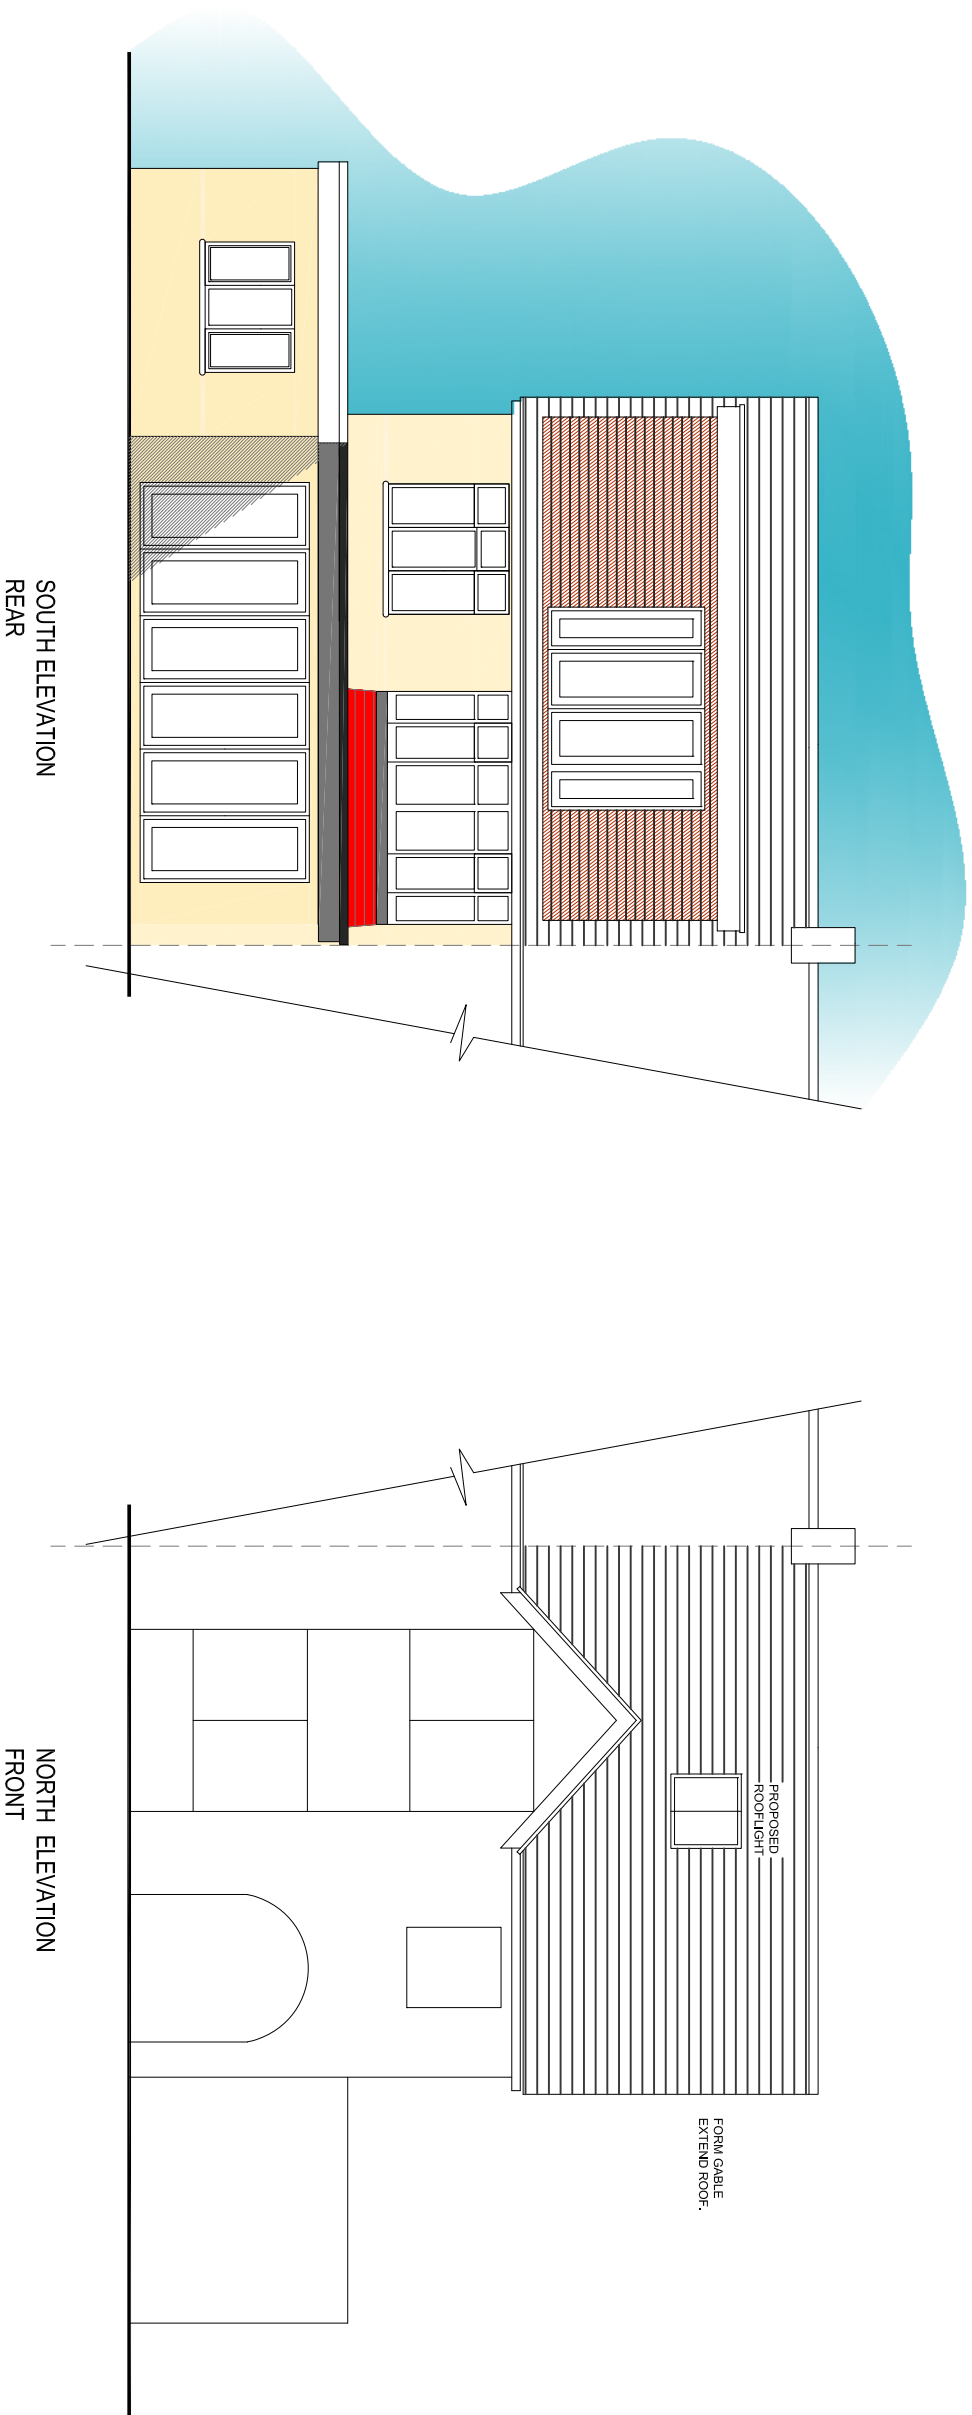 SOUTH ELEVATION
REAR
PROPOSED
ROOFLIGHT
FORM GABLE
EXTEND ROOF.
NORTH ELEVATION
FRONT